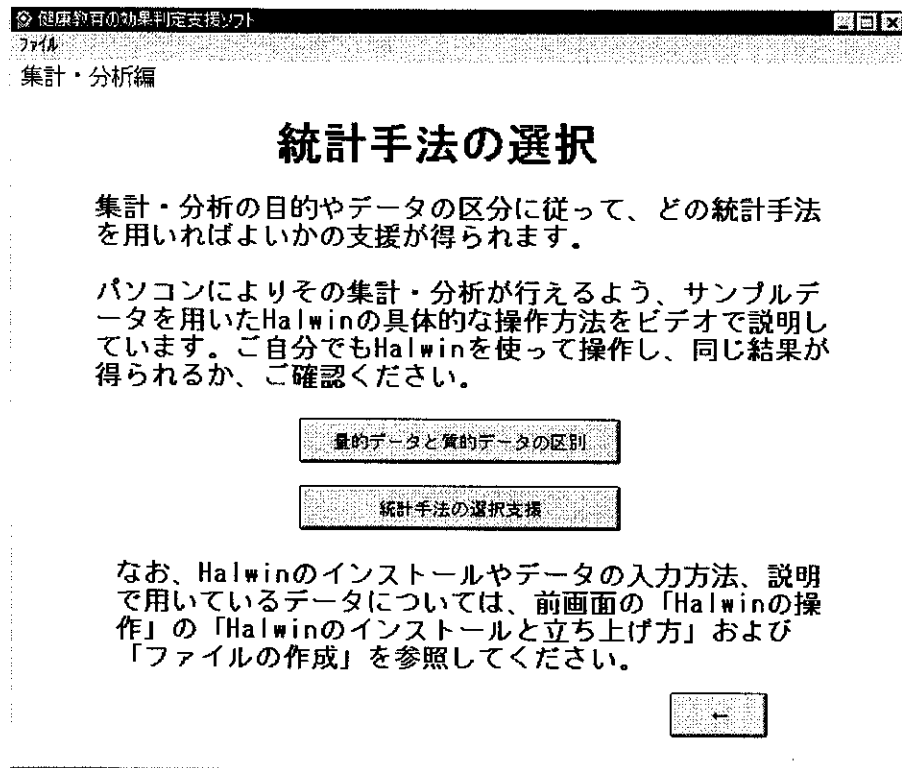 健康教育の効果判定支援ソフト
ファイル
集計・分析編
統計手法の選択
集計・分析の目的やデータの区分に従って、どの統計手法
を用いればよいかの支援が得られます。
パソコンによりその集計・分析が行えるよう、サンプルデ
ータを用いたHalwinの具体的な操作方法をビデオで説明し
ています。ご自分でもHalwinを使って操作し、同じ結果が
得られるか、ご確認ください。
量的データと質的データの区別
統計手法の選択支援
なお、Halwinのインストールやデータの入力方法、説明
で用いているデータについては、前画面の「Halwinの操
作」の「Halwinのインストールと立ち上げ方」および
「ファイルの作成」を参照してください。
←